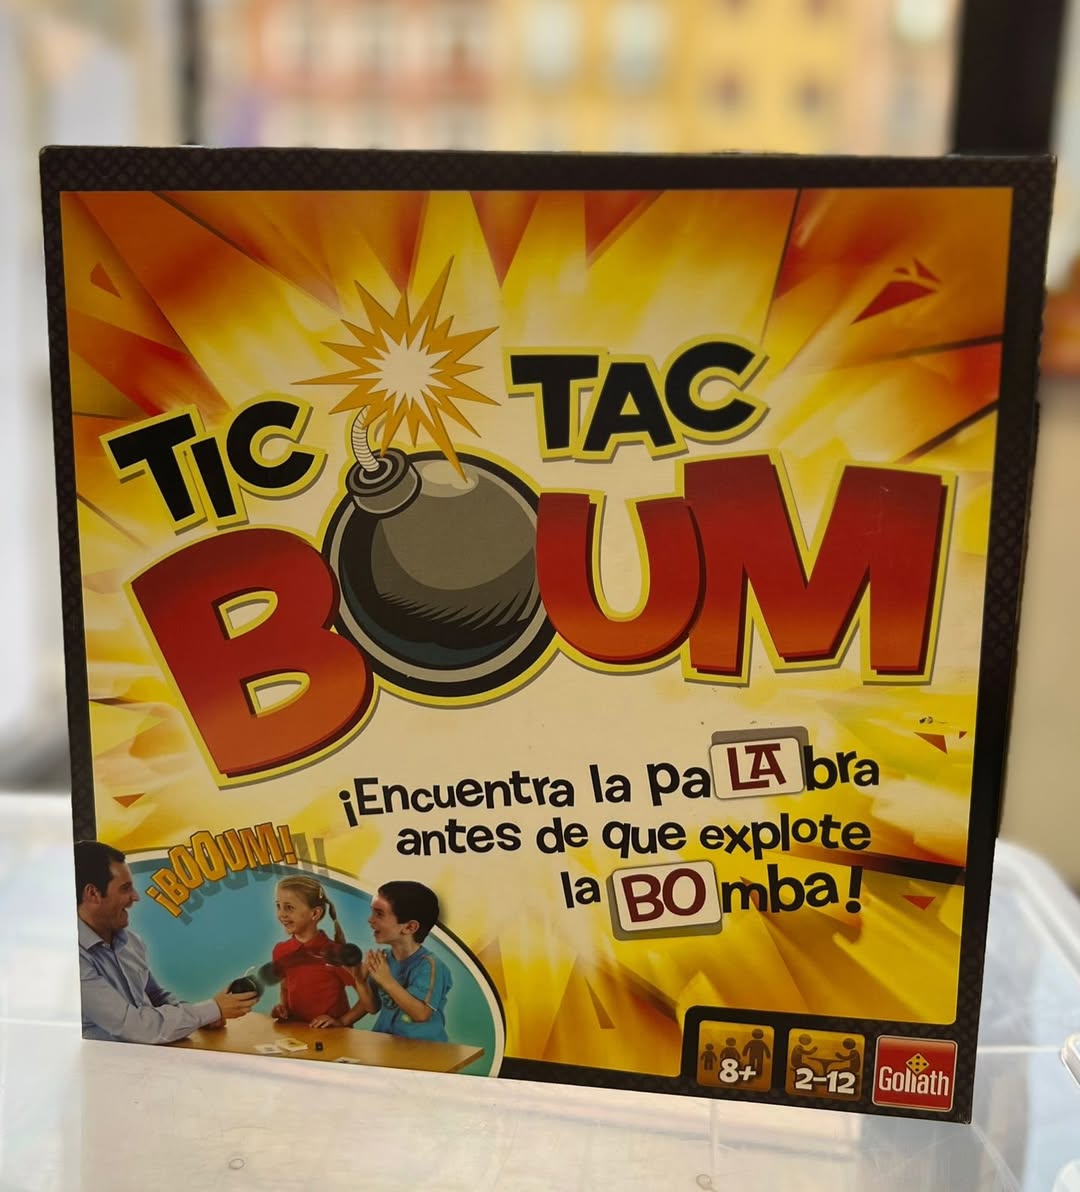 TIC TAC
BOUM
¡Encuentra la paLAbra
antes de que explote
la BOmba!
¡BOOUM!
8+
2-12
Goliath